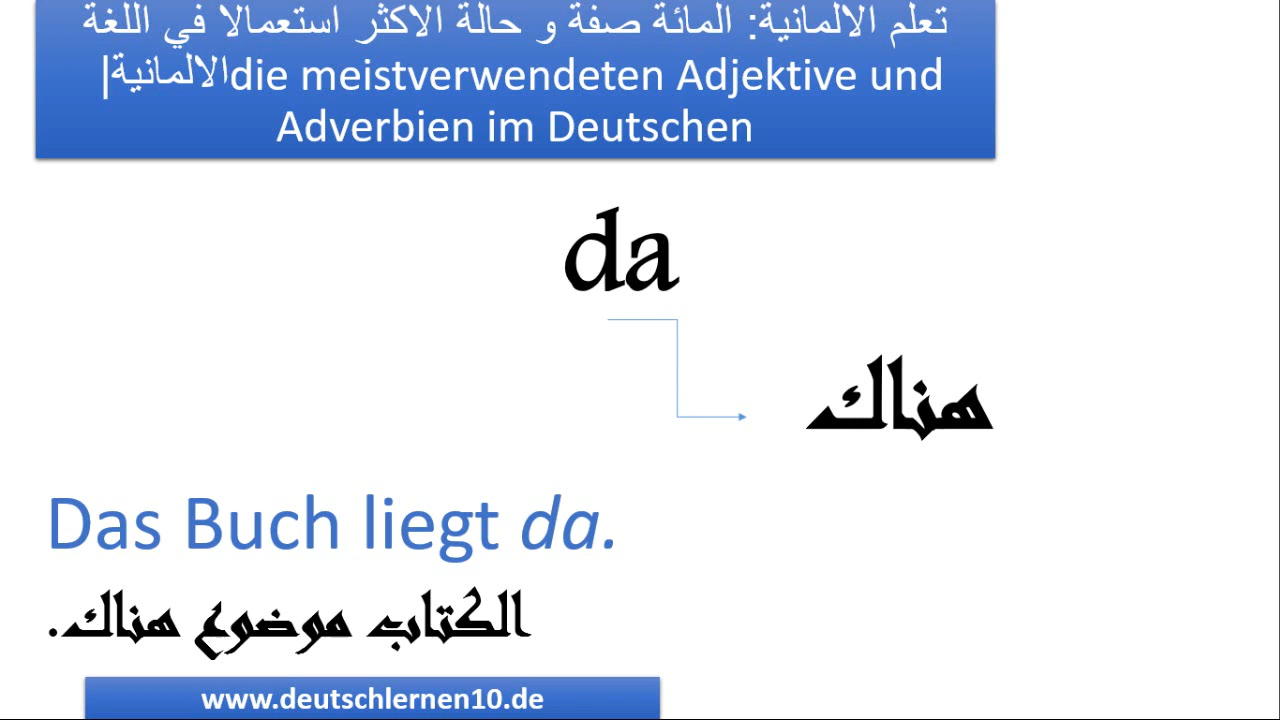 تعلم الالمانية: المائة صفة و حالة الاكثر استعمالا في اللغة
الالمانية|die meistverwendeten Adjektive und
Adverbien im Deutschen
da
هناك
Das Buch liegt da.
الكتاب موضوع هناك.
www.deutschlernen10.de